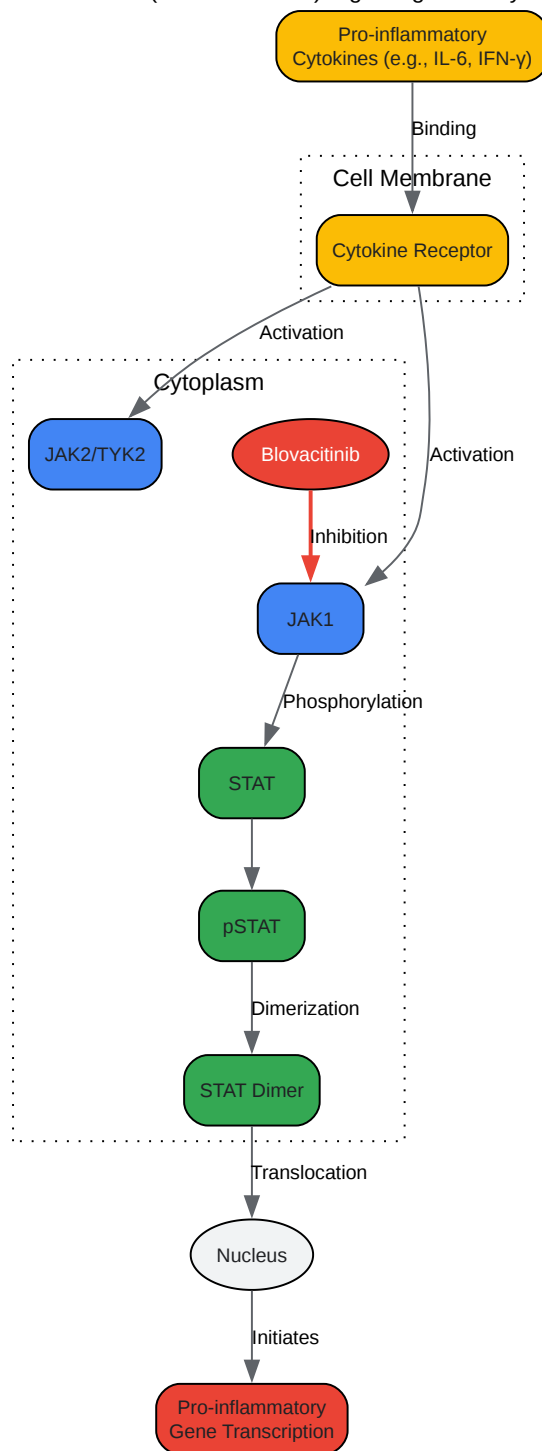 Pro-inflammatory
Cytokines (e.g., IL-6, IFN-γ)
Binding
Cell Membrane
Cytokine Receptor
Activation
Cytoplasm
JAK2/TYK2
Blovacitinib
Activation
Inhibition
JAK1
Phosphorylation
STAT
pSTAT
Dimerization
STAT Dimer
Translocation
Nucleus
Initiates
Pro-inflammatory
Gene Transcription